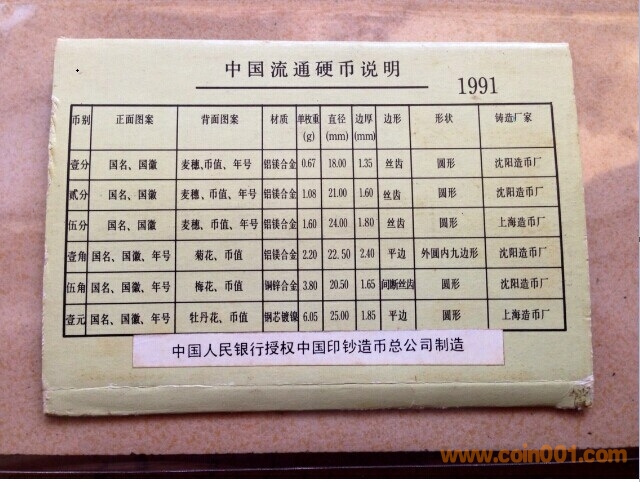 中国流通硬币说明
1991
币别 正面图案 背面图案 材质 单枚重(g) 直径(mm) 边厚(mm) 边形 形状 铸造厂家
壹分 国名、国徽 麦穗、币值、年号 铝镁合金 0.67 18.00 1.35 丝齿 圆形 沈阳造币厂
贰分 国名、国徽 麦穗、币值、年号 铝镁合金 1.08 21.00 1.60 丝齿 圆形 沈阳造币厂
伍分 国名、国徽 麦穗、币值、年号 铝镁合金 1.60 24.00 1.80 丝齿 圆形 上海造币厂
壹角 国名、国徽、年号 菊花、币值 铝镁合金 2.20 22.50 2.40 平边 外圆内九边形 沈阳造币厂
伍角 国名、国徽、年号 梅花、币值 铜锌合金 3.80 20.50 1.65 间断丝齿 圆形 沈阳造币厂
壹元 国名、国徽、年号 牡丹花、币值 钢芯镀镍 6.05 25.00 1.85 平边 圆形 上海造币厂
中国人民银行授权中国印钞造币总公司制造
www.coin001.com